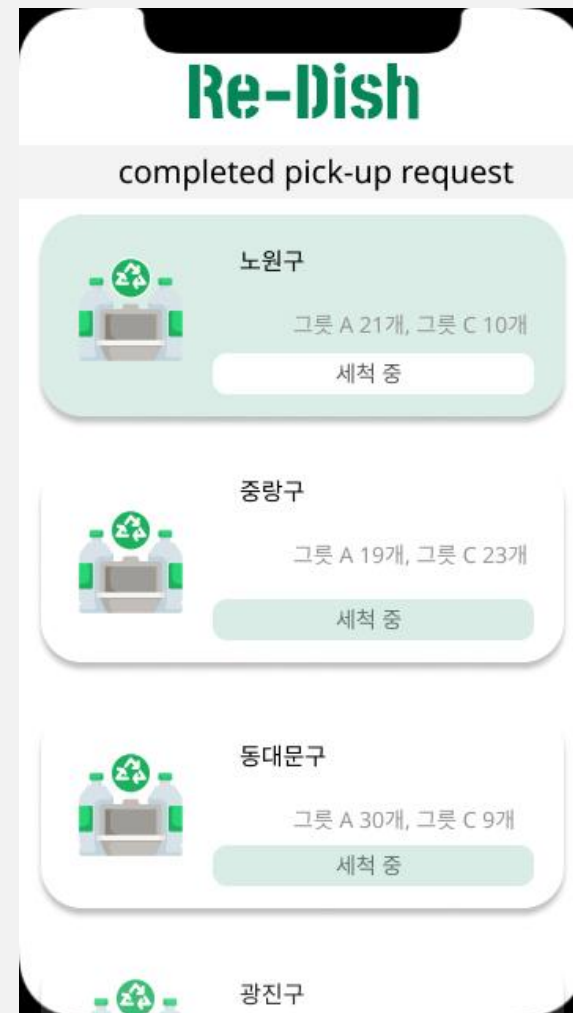 Re-Dish
completed pick-up request
노원구
그릇 A 21개, 그릇 C 10개
세척 중
중랑구
그릇 A 19개, 그릇 C 23개
세척 중
동대문구
그릇 A 30개, 그릇 C 9개
세척 중
광진구